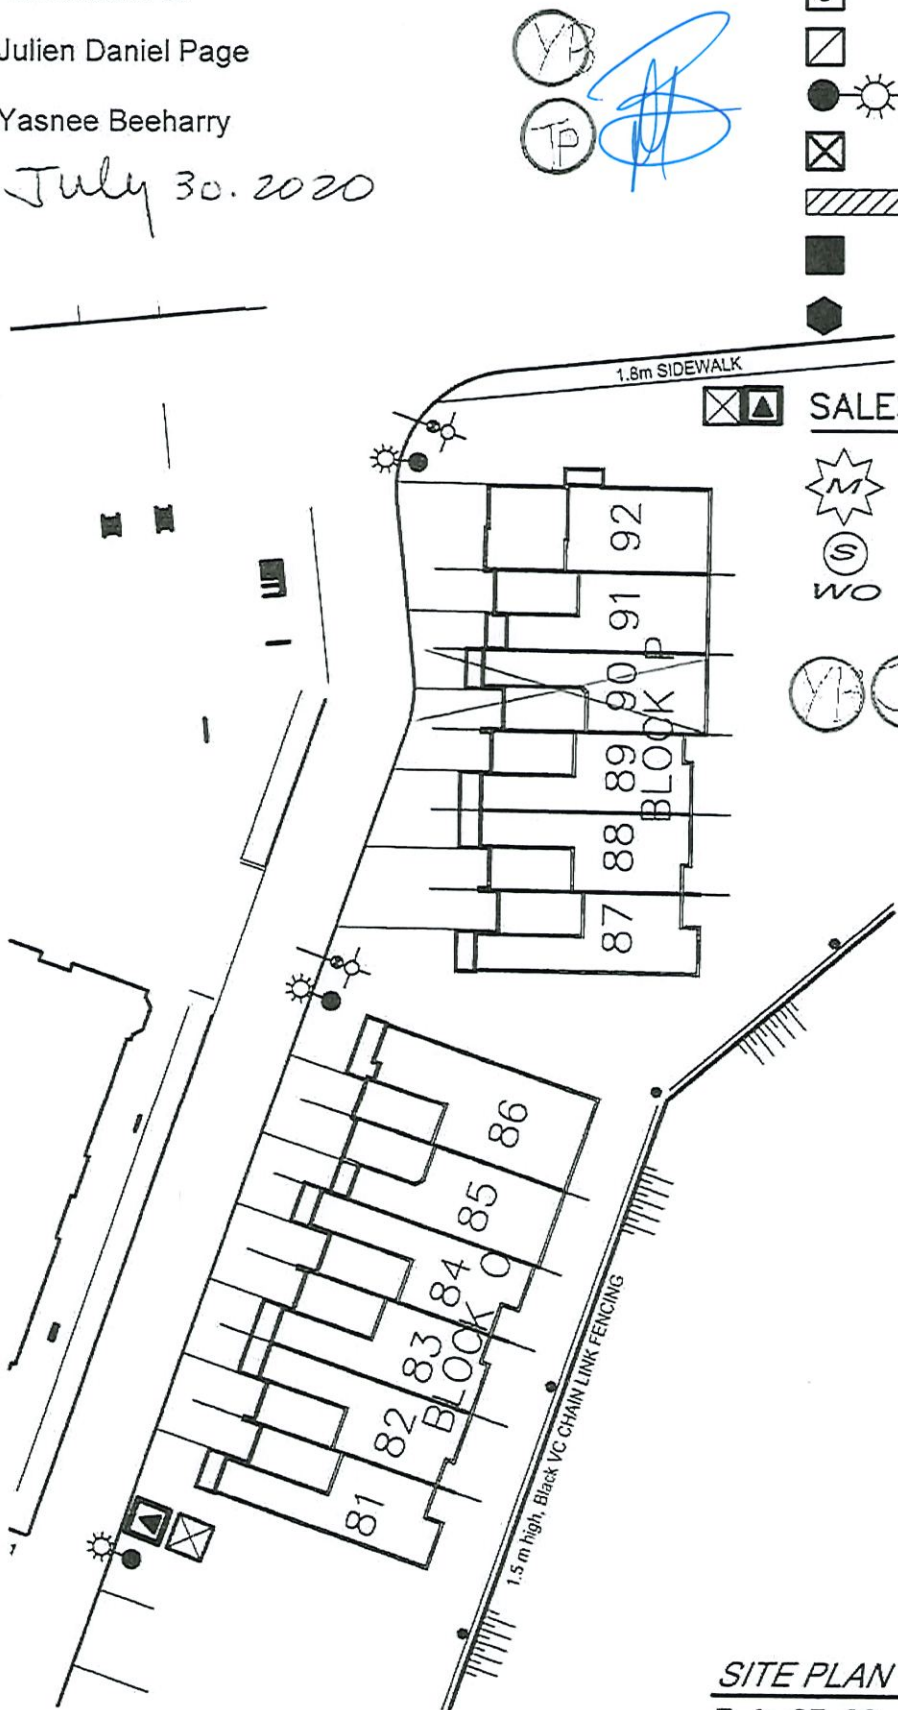 Julien Daniel Page
Yasnee Beeharry
July 30. 2020
YB
JP
1.8m SIDEWALK
SALES
M
S
WO
YB
92
91
90
89
88
87
BLOCK P
86
85
84
83
82
81
BLOCK O
1.5 m high, Black VC CHAIN LINK FENCING
SITE PLAN